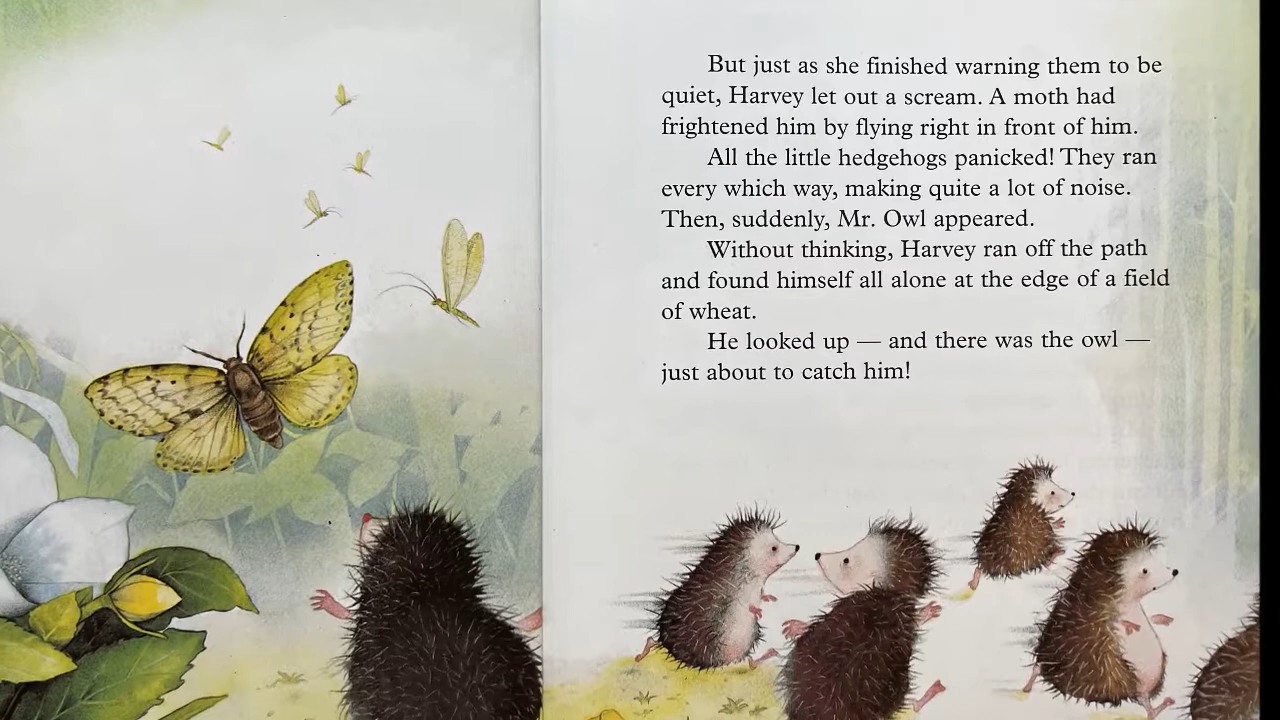 But just as she finished warning them to be
quiet, Harvey let out a scream. A moth had
frightened him by flying right in front of him.
All the little hedgehogs panicked! They ran
every which way, making quite a lot of noise.
Then, suddenly, Mr. Owl appeared.
Without thinking, Harvey ran off the path
and found himself all alone at the edge of a field
of wheat.
He looked up — and there was the owl —
just about to catch him!